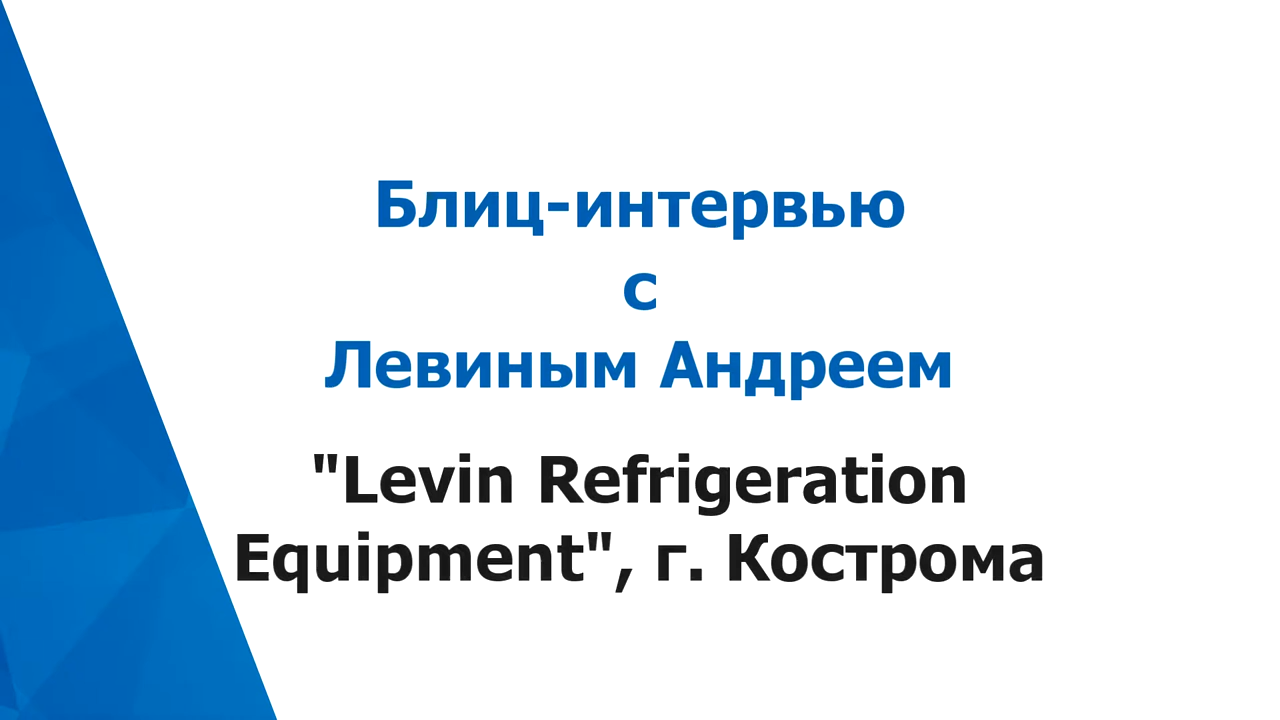 Блиц-интервью
с
Левиным Андреем
"Levin Refrigeration
Equipment", г. Кострома